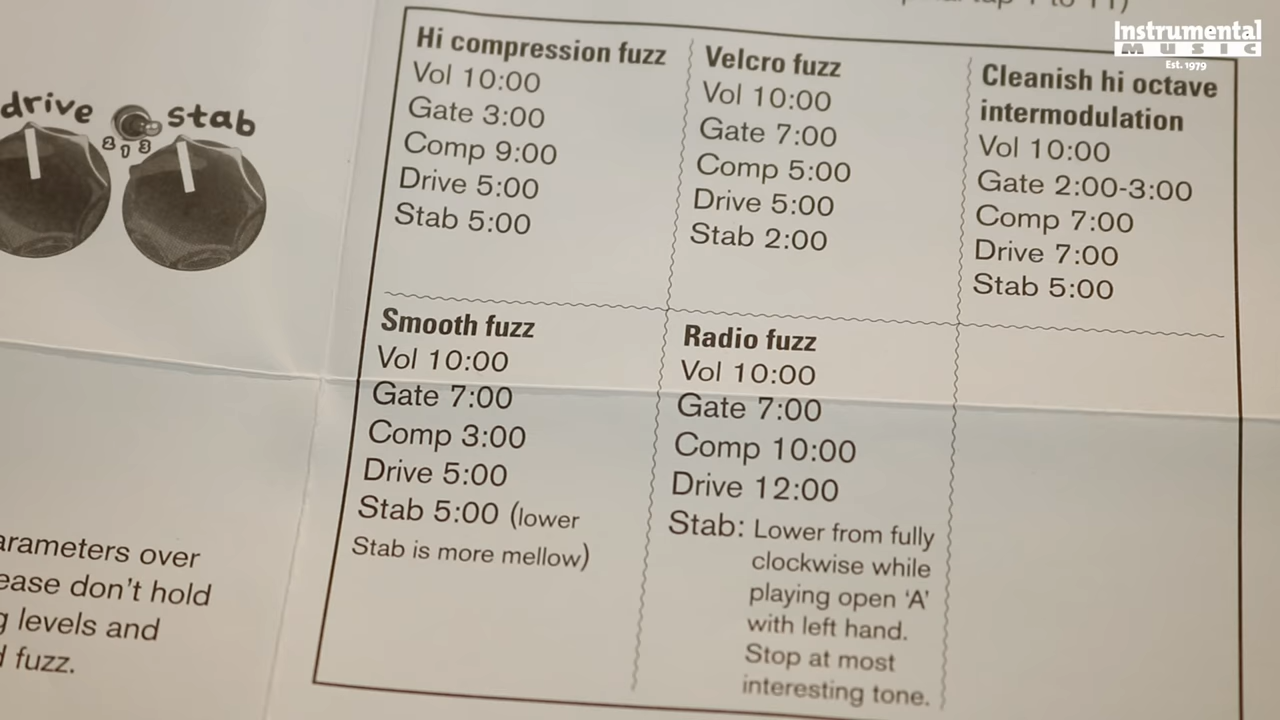 Instrumental
MUSIC
Est. 1979
drive
stab
Hi compression fuzz
Vol 10:00
Gate 3:00
Comp 9:00
Drive 5:00
Stab 5:00
Velcro fuzz
Vol 10:00
Gate 7:00
Comp 5:00
Drive 5:00
Stab 2:00
Cleanish hi octave
intermodulation
Vol 10:00
Gate 2:00-3:00
Comp 7:00
Drive 7:00
Stab 5:00
Smooth fuzz
Vol 10:00
Gate 7:00
Comp 3:00
Drive 5:00
Stab 5:00 (lower
Stab is more mellow)
Radio fuzz
Vol 10:00
Gate 7:00
Comp 10:00
Drive 12:00
Stab: Lower from fully
clockwise while
playing open ‘A’
with left hand.
Stop at most
interesting tone.
over
don’t hold
levels and
fuzz.